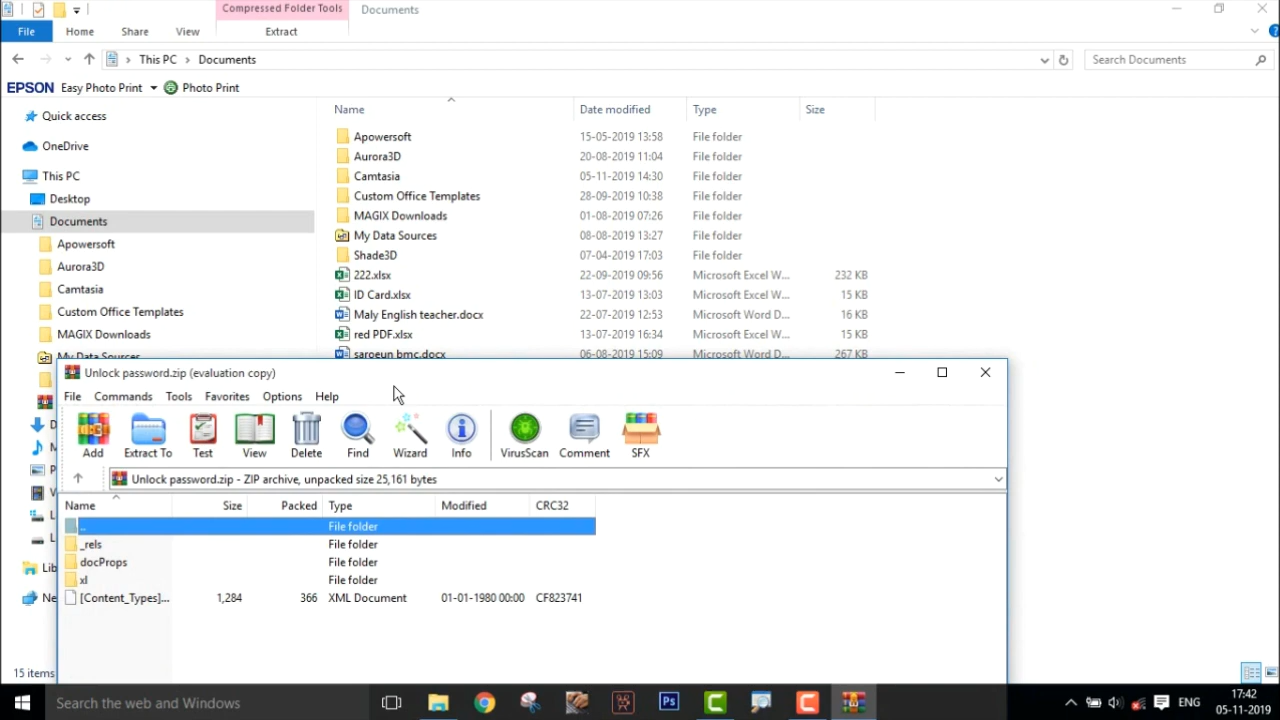 Compressed Folder Tools Documents
File Home Share View Extract
This PC Documents Search Documents
EPSON Easy Photo Print Photo Print
Name Date modified Type Size
Quick access
OneDrive
This PC
Desktop
Documents
Apowersoft
Aurora3D
Camtasia
Custom Office Templates
MAGIX Downloads
My Data Sources
Lib
Ne
Apowersoft 15-05-2019 13:58 File folder
Aurora3D 20-08-2019 11:04 File folder
Camtasia 05-11-2019 14:30 File folder
Custom Office Templates 28-09-2019 10:38 File folder
MAGIX Downloads 01-08-2019 07:26 File folder
My Data Sources 08-08-2019 13:27 File folder
Shade3D 07-04-2019 17:03 File folder
222.xlsx 22-09-2019 09:56 Microsoft Excel W... 232 KB
ID Card.xlsx 13-07-2019 13:03 Microsoft Excel W... 15 KB
Maly English teacher.docx 22-07-2019 12:53 Microsoft Word D... 16 KB
red PDF.xlsx 13-07-2019 16:34 Microsoft Excel W... 15 KB
saroeun bmc.docx 06-08-2019 15:09 Microsoft Word D... 267 KB
Unlock password.zip (evaluation copy)
File Commands Tools Favorites Options Help
Add Extract To Test View Delete Find Wizard Info VirusScan Comment SFX
Unlock password.zip - ZIP archive, unpacked size 25,161 bytes
Name Size Packed Type Modified CRC32
.. File folder
_rels File folder
docProps File folder
xl File folder
[Content_Types]... 1,284 366 XML Document 01-01-1980 00:00 CF823741
15 items
Search the web and Windows Ps ENG 17:42
05-11-2019